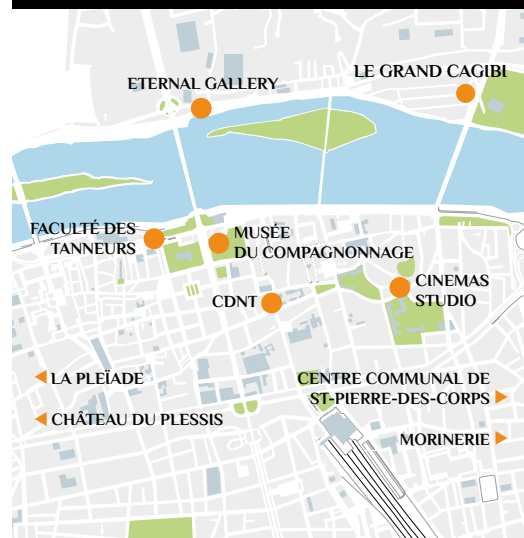 LE GRAND CAGIBI
ETERNAL GALLERY
FACULTÉ DES
TANNEURS
MUSÉE
DU COMPAGNONNAGE
CINEMAS
STUDIO
CDNT
LA PLEÏADE
CHÂTEAU DU PLESSIS
CENTRE COMMUNAL DE
ST-PIERRE-DES-CORPS
MORINERIE